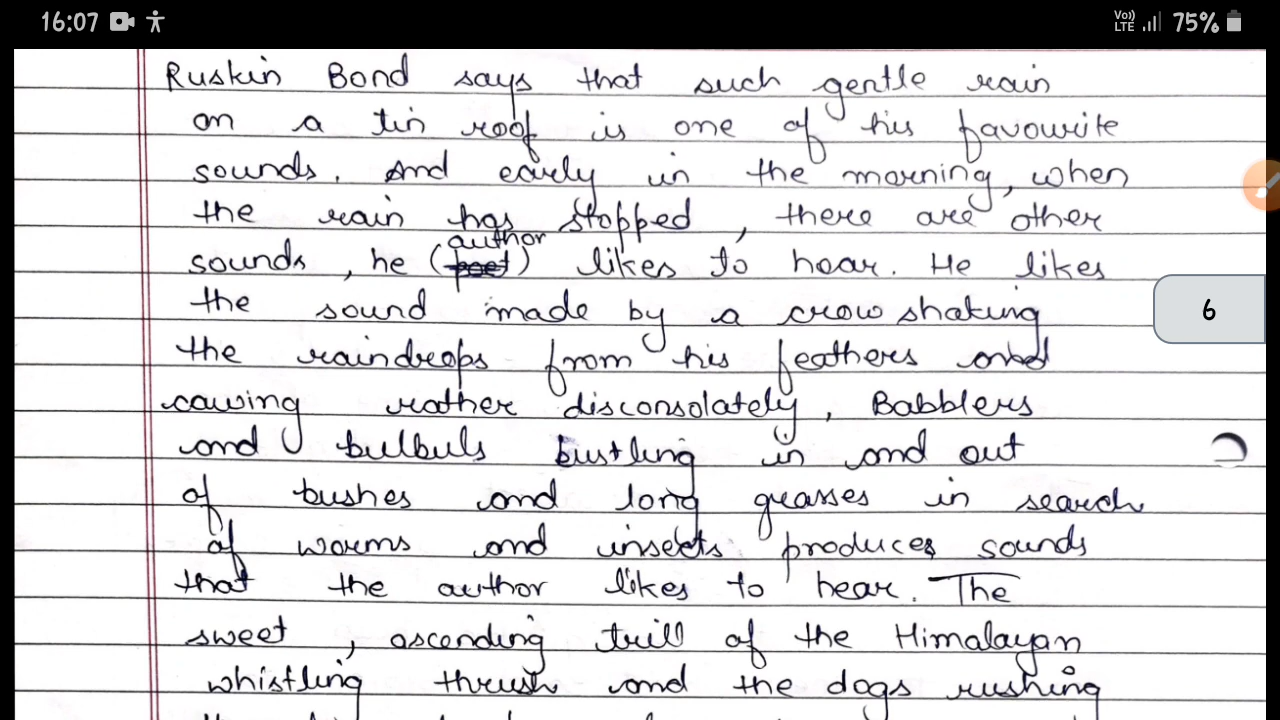 16:07
Vo))
LTE
75%
Ruskin Bond says that such gentle rain
on a tin roof is one of his favourite
sounds. And early in the morning, when
the rain has stopped, there are other
author
sounds, he (poet) likes to hear. He likes
the sound made by a crow shaking
6
the raindrops from his feathers and
cawing rather disconsolately, Babblers
and bulbuls bustling in and out
of bushes and long grasses in search
of worms and insects produces sounds
that the author likes to hear. The
sweet, ascending trill of the Himalayan
whistling thrush and the dogs rushing